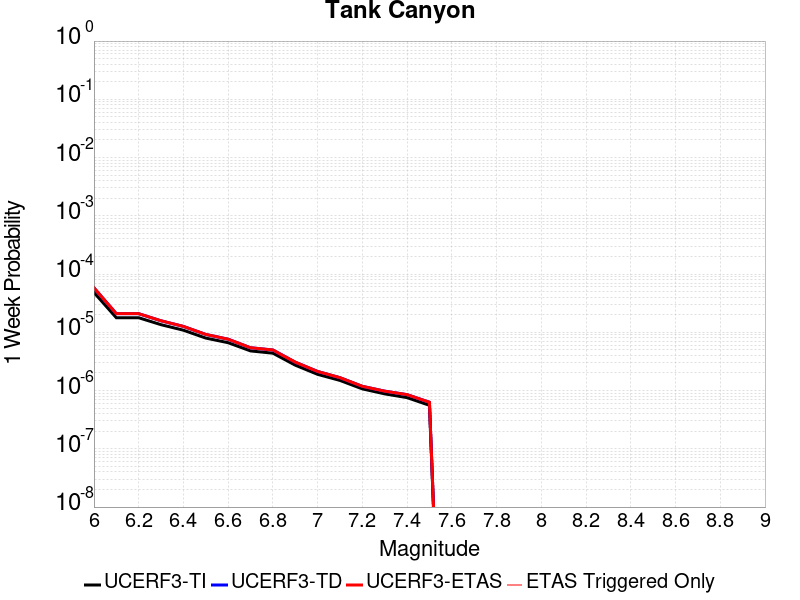 Tank Canyon
10^0
10^-1
10^-2
10^-3
10^-4
10^-5
10^-6
10^-7
10^-8
1 Week Probability
6 6.2 6.4 6.6 6.8 7 7.2 7.4 7.6 7.8 8 8.2 8.4 8.6 8.8 9
Magnitude
UCERF3-TI UCERF3-TD UCERF3-ETAS ETAS Triggered Only